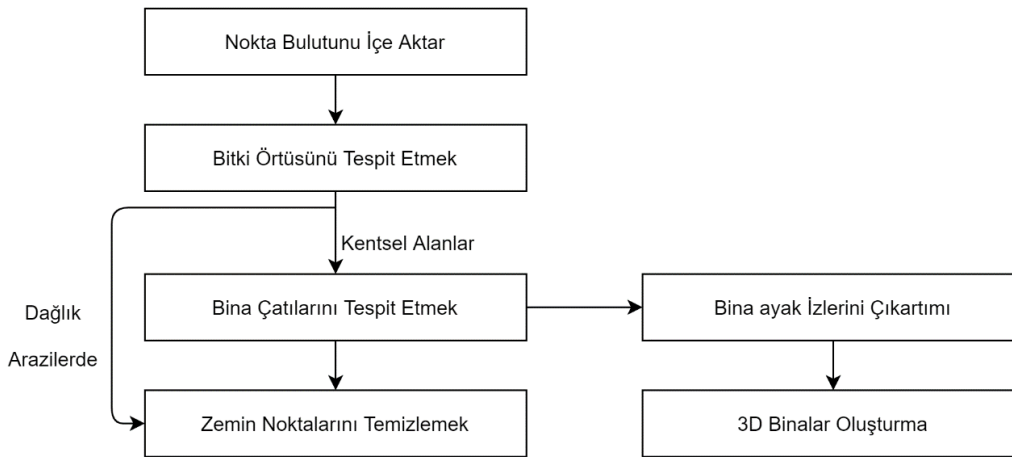 Nokta Bulutunu İçe Aktar
Bitki Örtüsünü Tespit Etmek
Kentsel Alanlar
Dağlık
Arazilerde
Bina Çatılarını Tespit Etmek
Bina ayak İzlerini Çıkartımı
Zemin Noktalarını Temizlemek
3D Binalar Oluşturma